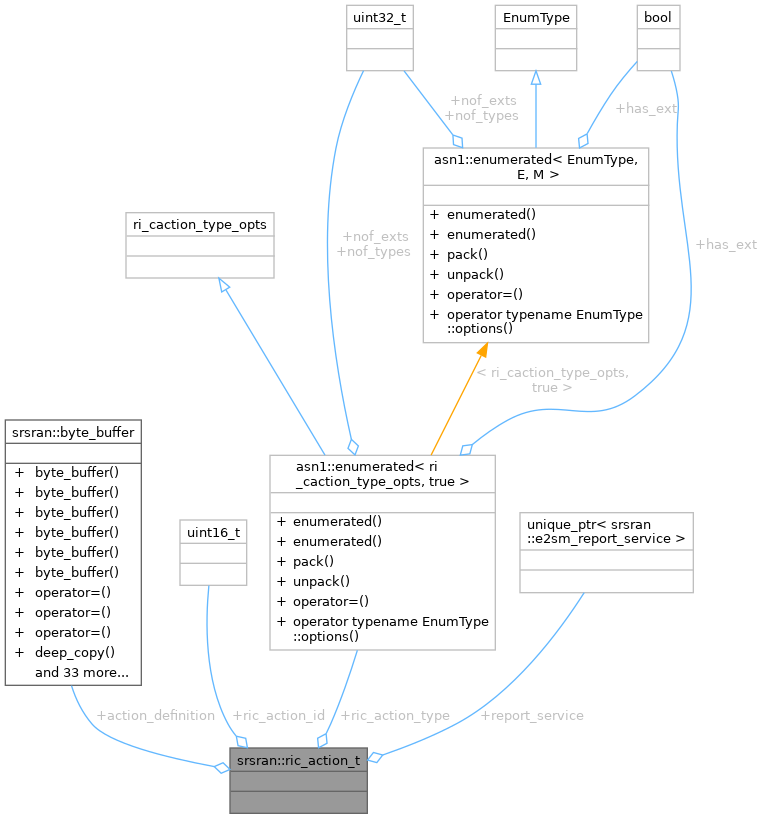 uint32_t
EnumType
bool
+nof_exts
+nof_types
+has_ext
asn1::enumerated< EnumType,
E, M >
+ enumerated()
+ enumerated()
+ pack()
+ unpack()
+ operator=()
+ operator typename EnumType
::options()
ri_caction_type_opts
+nof_exts
+nof_types
+has_ext
< ri_caction_type_opts,
true >
srsran::byte_buffer
+ byte_buffer()
+ byte_buffer()
+ byte_buffer()
+ byte_buffer()
+ byte_buffer()
+ byte_buffer()
+ operator=()
+ operator=()
+ operator=()
+ deep_copy()
and 33 more...
uint16_t
asn1::enumerated< ri
_caction_type_opts, true >
+ enumerated()
+ enumerated()
+ pack()
+ unpack()
+ operator=()
+ operator typename EnumType
::options()
unique_ptr< srsran
::e2sm_report_service >
+action_definition
+ric_action_id
+ric_action_type
+report_service
srsran::ric_action_t